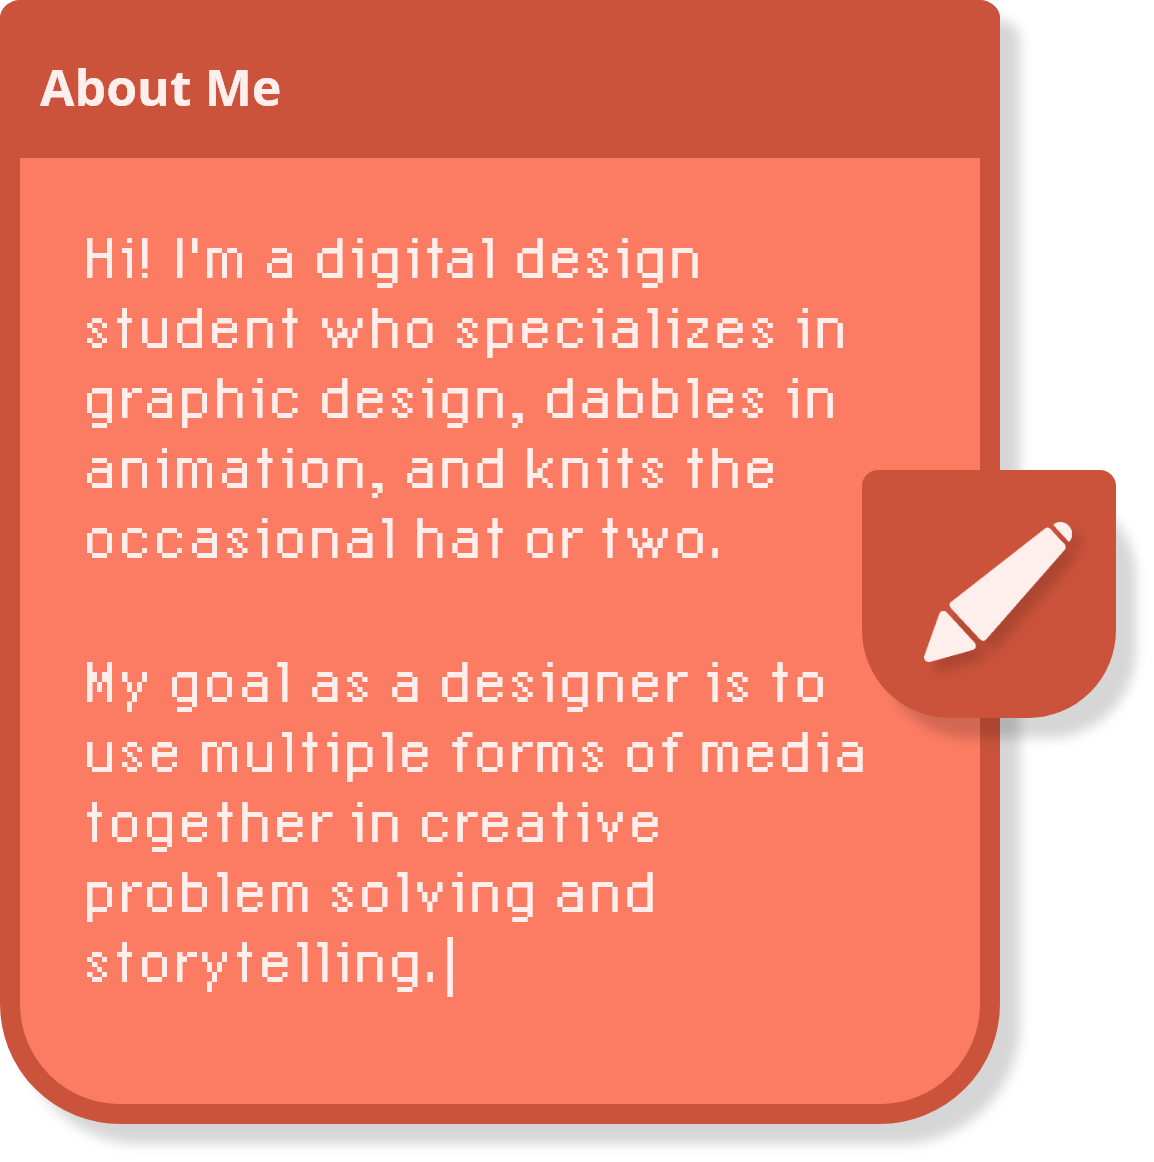 About Me
Hi! I'm a digital design
student who specializes in
graphic design, dabbles in
animation, and knits the
occasional hat or two.
My goal as a designer is to
use multiple forms of media
together in creative
problem solving and
storytelling.|